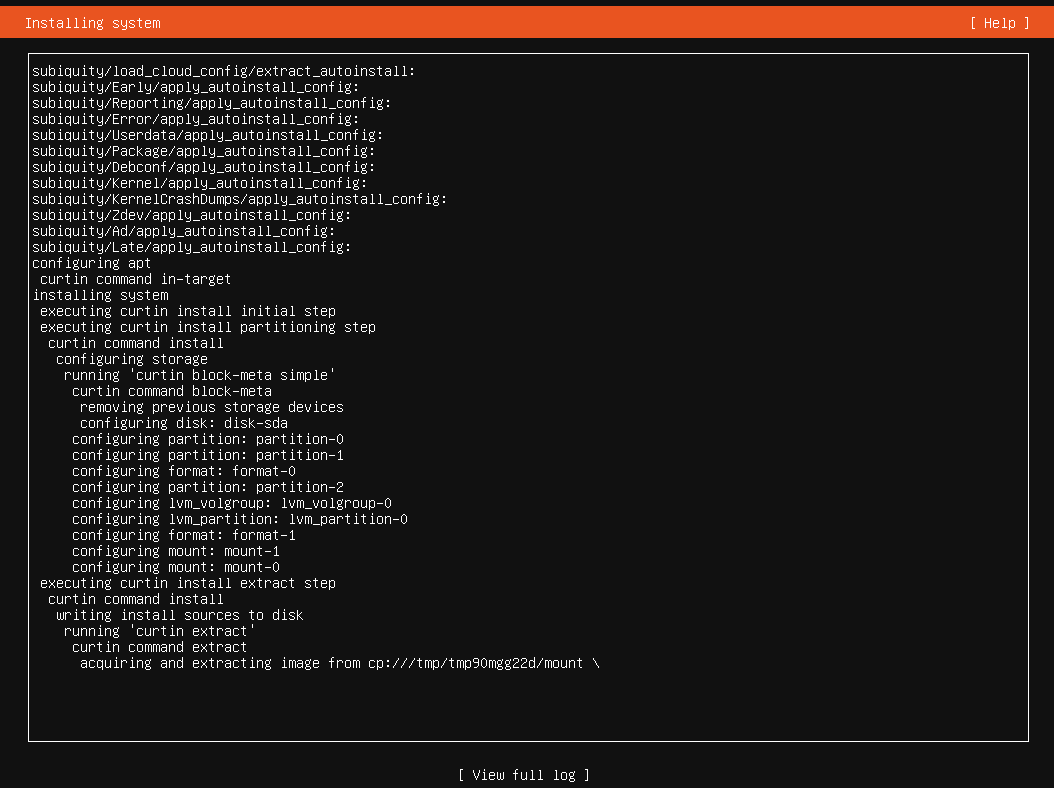 Installing system
[ Help ]
subiquity/load_cloud_config/extract_autoinstall:
subiquity/Early/apply_autoinstall_config:
subiquity/Reporting/apply_autoinstall_config:
subiquity/Error/apply_autoinstall_config:
subiquity/Userdata/apply_autoinstall_config:
subiquity/Package/apply_autoinstall_config:
subiquity/Debconf/apply_autoinstall_config:
subiquity/Kernel/apply_autoinstall_config:
subiquity/KernelCrashDumps/apply_autoinstall_config:
subiquity/Zdev/apply_autoinstall_config:
subiquity/Ad/apply_autoinstall_config:
subiquity/Late/apply_autoinstall_config:
configuring apt
curtin command in-target
installing system
executing curtin install initial step
executing curtin install partitioning step
curtin command install
configuring storage
running 'curtin block-meta simple'
curtin command block-meta
removing previous storage devices
configuring disk: disk-sda
configuring partition: partition-0
configuring partition: partition-1
configuring format: format-0
configuring partition: partition-2
configuring lvm_volgroup: lvm_volgroup-0
configuring lvm_partition: lvm_partition-0
configuring format: format-1
configuring mount: mount-1
configuring mount: mount-0
executing curtin install extract step
curtin command install
writing install sources to disk
running 'curtin extract'
curtin command extract
acquiring and extracting image from cp:///tmp/tmp90mgg22d/mount \
[ View full log ]